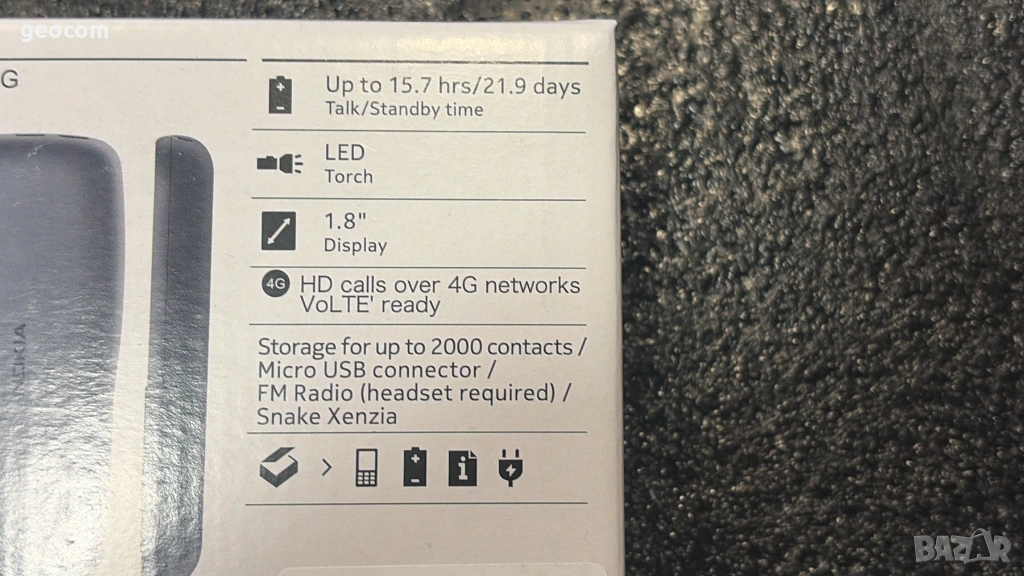 geocom
G
Up to 15.7 hrs/21.9 days
Talk/Standby time
LED
Torch
1.8"
Display
4G HD calls over 4G networks
VoLTE' ready
Storage for up to 2000 contacts /
Micro USB connector /
FM Radio (headset required) /
Snake Xenzia
NOKIA
BAZAR